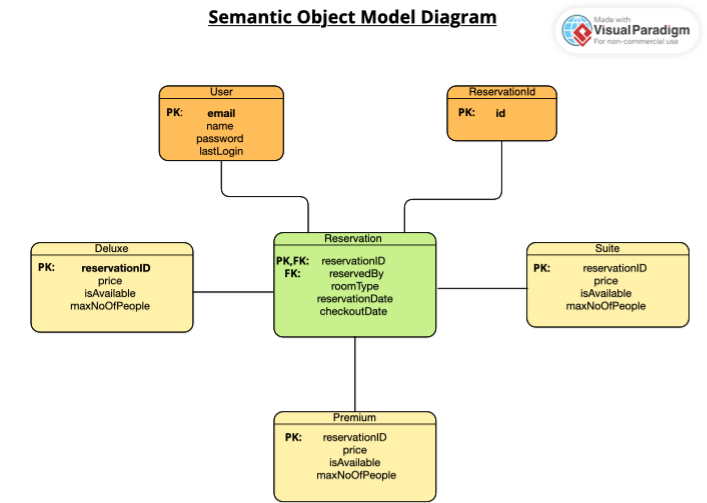 Semantic Object Model Diagram
Made with
VisualParadigm
For non-commercial use
User
PK: email
name
password
lastLogin
ReservationId
PK: id
Deluxe
PK: reservationID
price
isAvailable
maxNoOfPeople
Reservation
PK,FK: reservationID
FK: reservedBy
roomType
reservationDate
checkoutDate
Suite
PK: reservationID
price
isAvailable
maxNoOfPeople
Premium
PK: reservationID
price
isAvailable
maxNoOfPeople